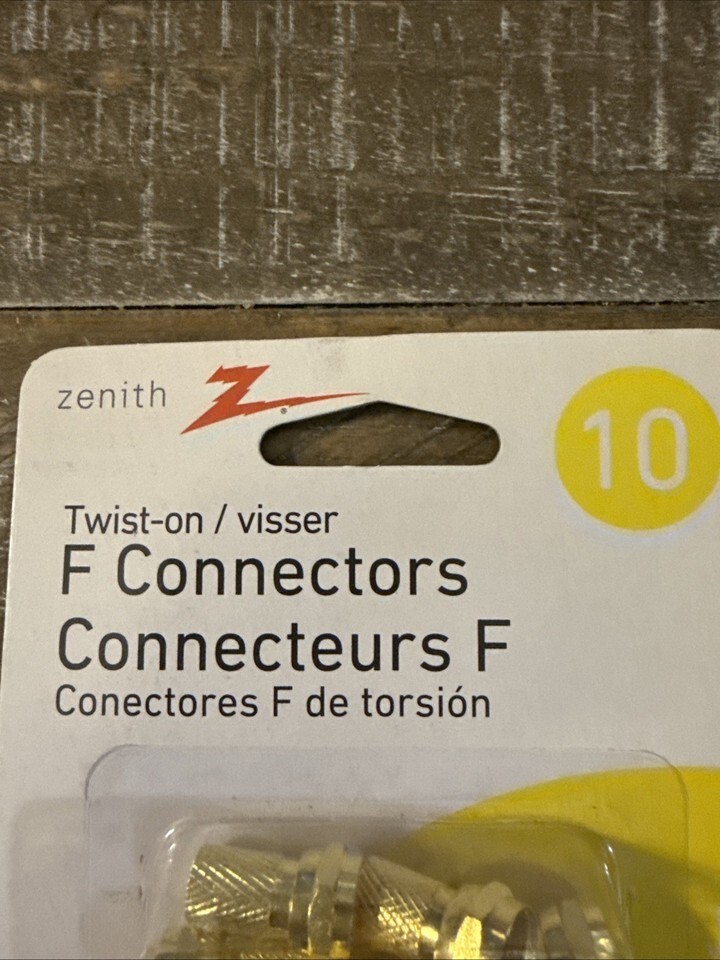 zenith
10
Twist-on / visser
F Connectors
Connecteurs F
Conectores F de torsión